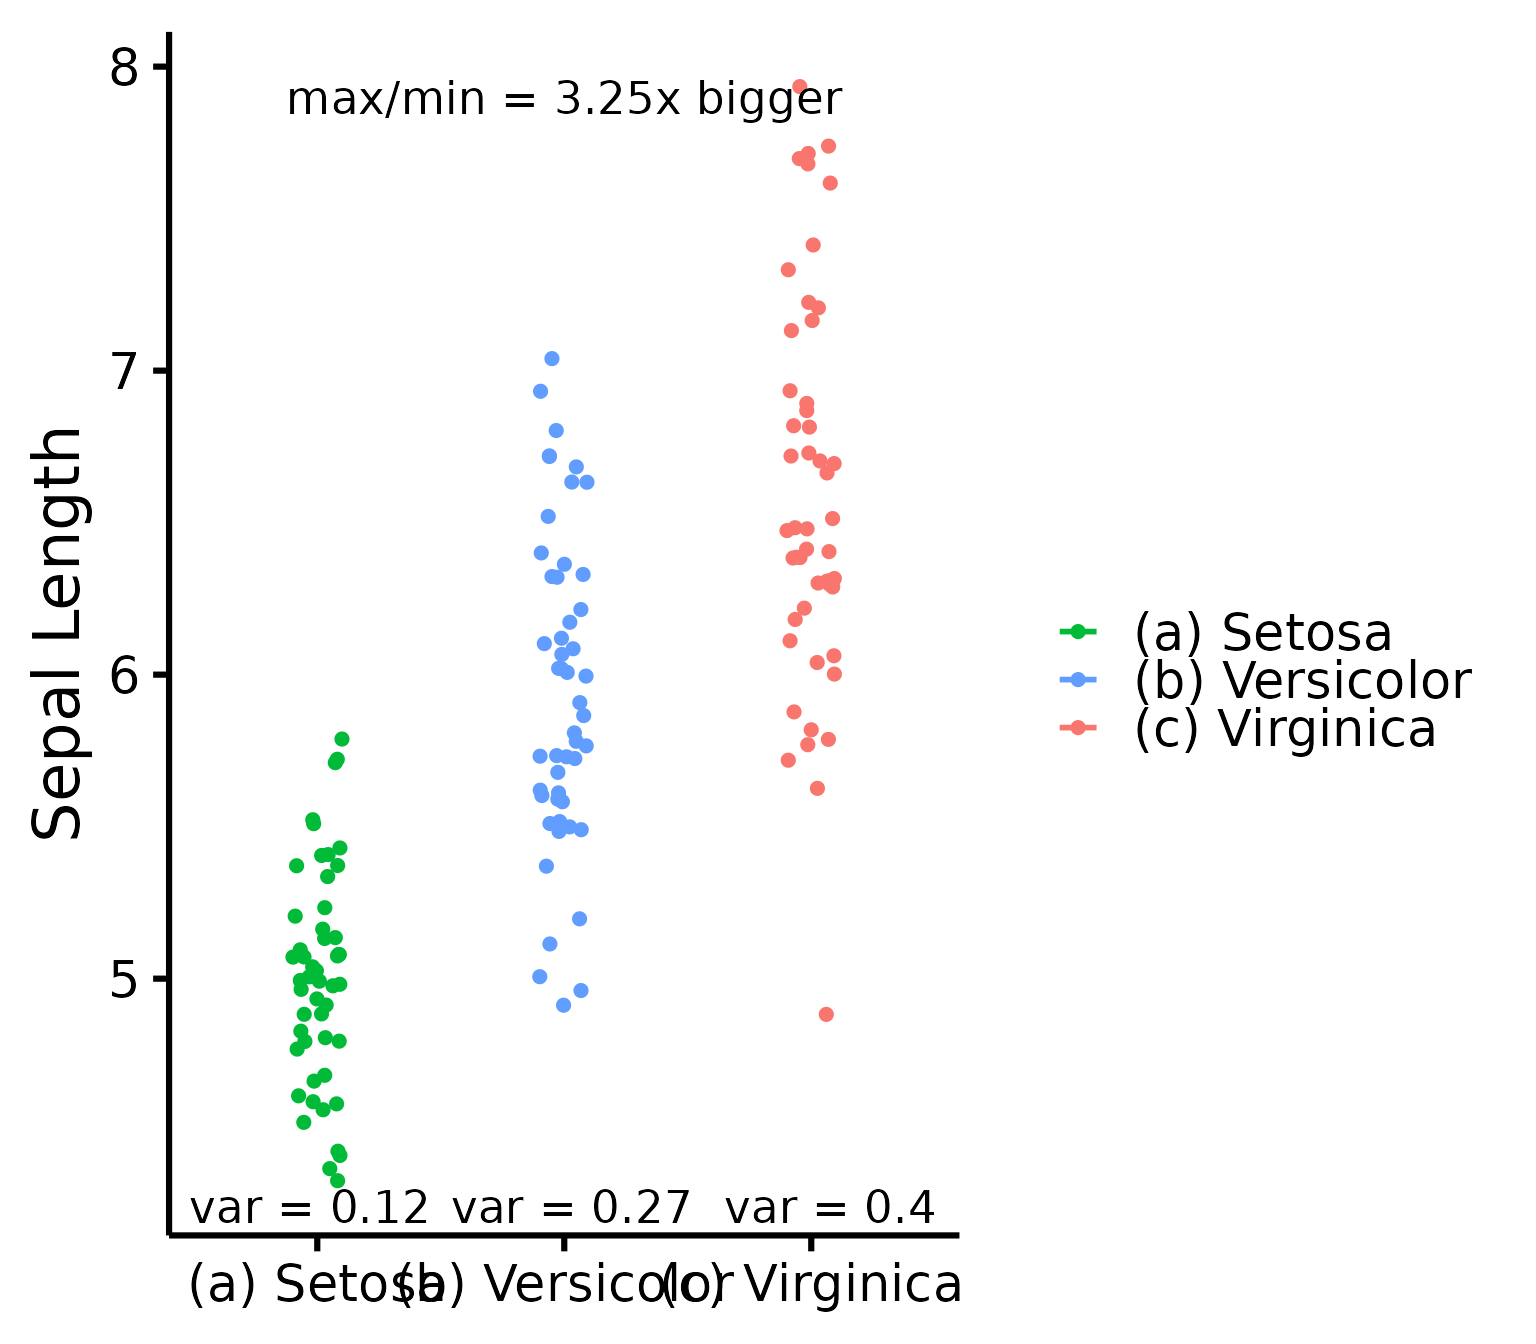 8
max/min = 3.25x bigger
7
6
5
Sepal Length
var = 0.12
var = 0.27
var = 0.4
(a) Setosa
(b) Versicolor
(c) Virginica
(a) Setosa
(b) Versicolor
(c) Virginica